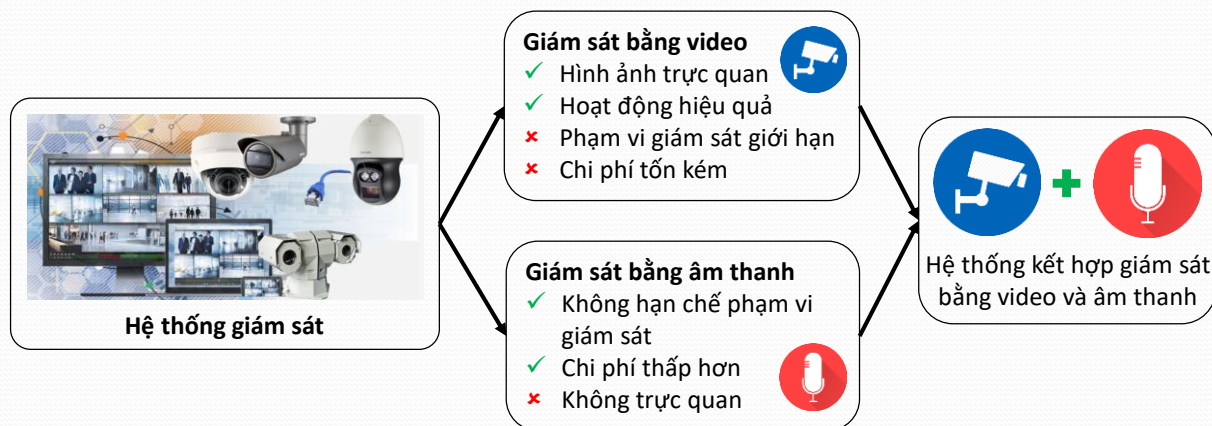 Hệ thống giám sát
Giám sát bằng video
Hình ảnh trực quan
Hoạt động hiệu quả
Phạm vi giám sát giới hạn
Chi phí tốn kém
Giám sát bằng âm thanh
Không hạn chế phạm vi
giám sát
Chi phí thấp hơn
Không trực quan
Hệ thống kết hợp giám sát
bằng video và âm thanh